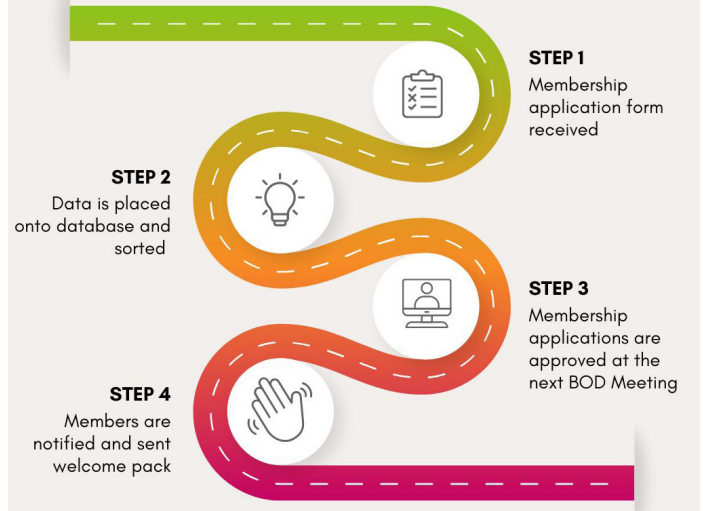 STEP 1
Membership
application form
received
STEP 2
Data is placed
onto database and
sorted
STEP 3
Membership
applications are
approved at the
next BOD Meeting
STEP 4
Members are
notified and sent
welcome pack